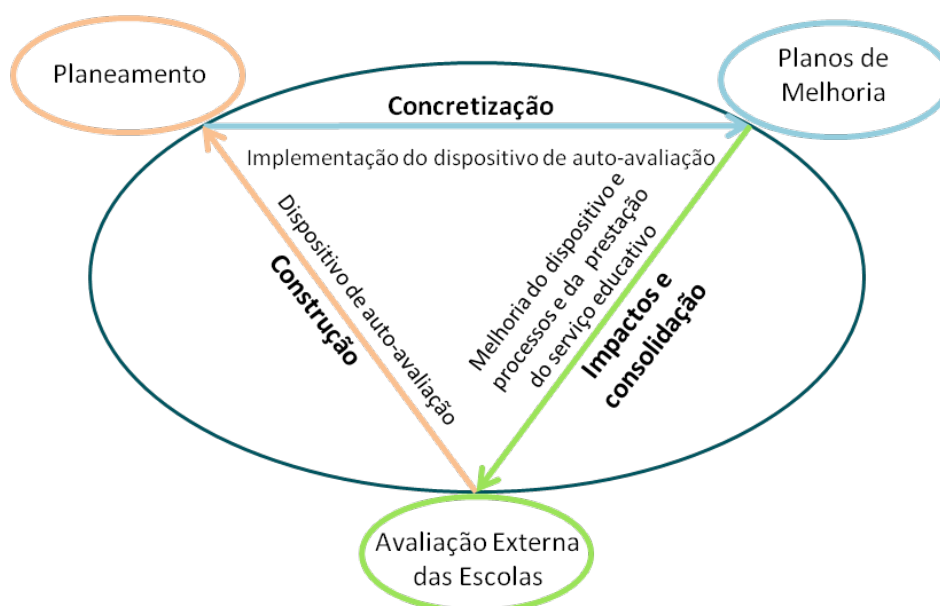 Planeamento
Planos de
Melhoria
Concretização
Implementação do dispositivo de auto-avaliação
Dispositivo de auto-avaliação
Construção
Melhoria do dispositivo e
processos e da prestação
do serviço educativo
Impactos e
consolidação
Avaliação Externa
das Escolas